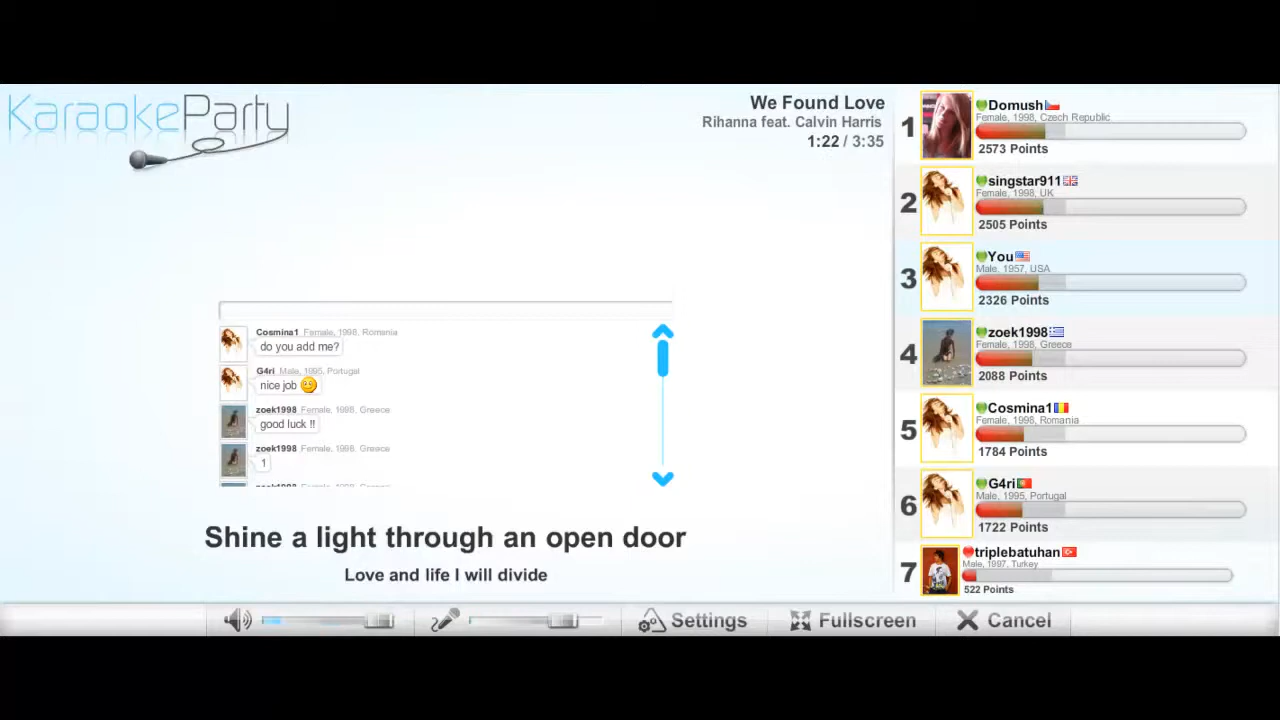 KaraokeParty
We Found Love
Rihanna feat. Calvin Harris
1:22 / 3:35
Cosmina1 Female, 1998, Romania
do you add me?
G4ri Male, 1995, Portugal
nice job
zoek1998 Female, 1998, Greece
good luck !!
zoek1998 Female, 1998, Greece
1
zoek1998 Female, 1998, Greece
Shine a light through an open door
Love and life I will divide
1
Domush
Female, 1998, Czech Republic
2573 Points
2
singstar911
Female, 1998, UK
2505 Points
3
You
Male, 1957, USA
2326 Points
4
zoek1998
Female, 1998, Greece
2088 Points
5
Cosmina1
Female, 1998, Romania
1784 Points
6
G4ri
Male, 1995, Portugal
1722 Points
7
triplebatuhan
Male, 1997, Turkey
522 Points
Settings
Fullscreen
Cancel